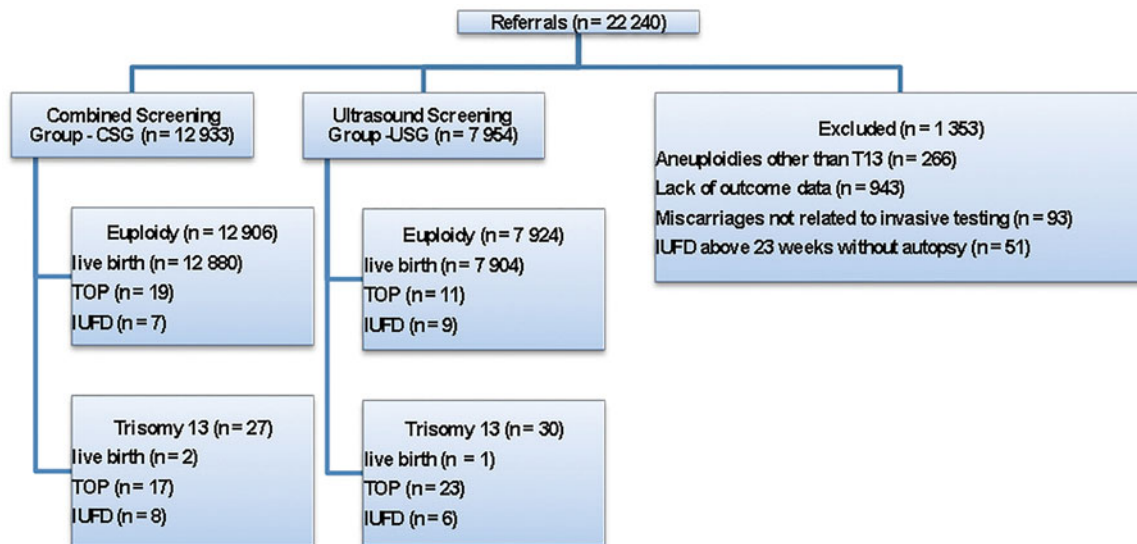 Referrals (n = 22 240)
Combined Screening
Group - CSG (n = 12 933)
Euploidy (n = 12 906)
live birth (n = 12 880)
TOP (n = 19)
IUFD (n = 7)
Trisomy 13 (n = 27)
live birth (n = 2)
TOP (n = 17)
IUFD (n = 8)
Ultrasound Screening
Group -USG (n = 7 954)
Euploidy (n = 7 924)
live birth (n = 7 904)
TOP (n = 11)
IUFD (n = 9)
Trisomy 13 (n = 30)
live birth (n = 1)
TOP (n = 23)
IUFD (n = 6)
Excluded (n = 1 353)
Aneuploidies other than T13 (n = 266)
Lack of outcome data (n = 943)
Miscarriages not related to invasive testing (n = 93)
IUFD above 23 weeks without autopsy (n = 51)